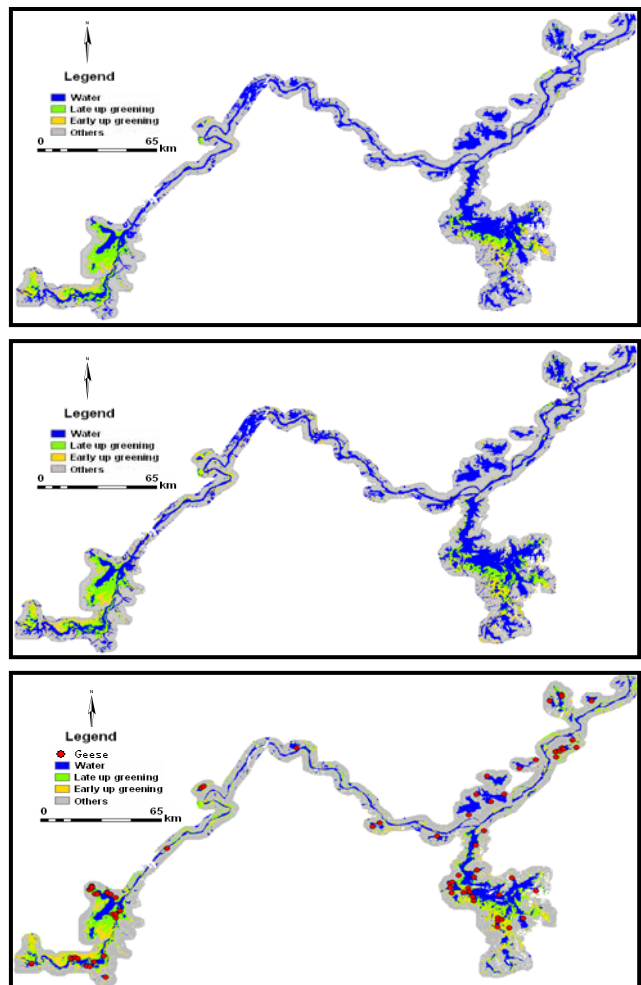 N
Legend
Water
Late up greening
Early up greening
Others
0 65 km
N
Legend
Water
Late up greening
Early up greening
Others
0 65 km
N
Legend
Geese
Water
Late up greening
Early up greening
Others
0 65 km